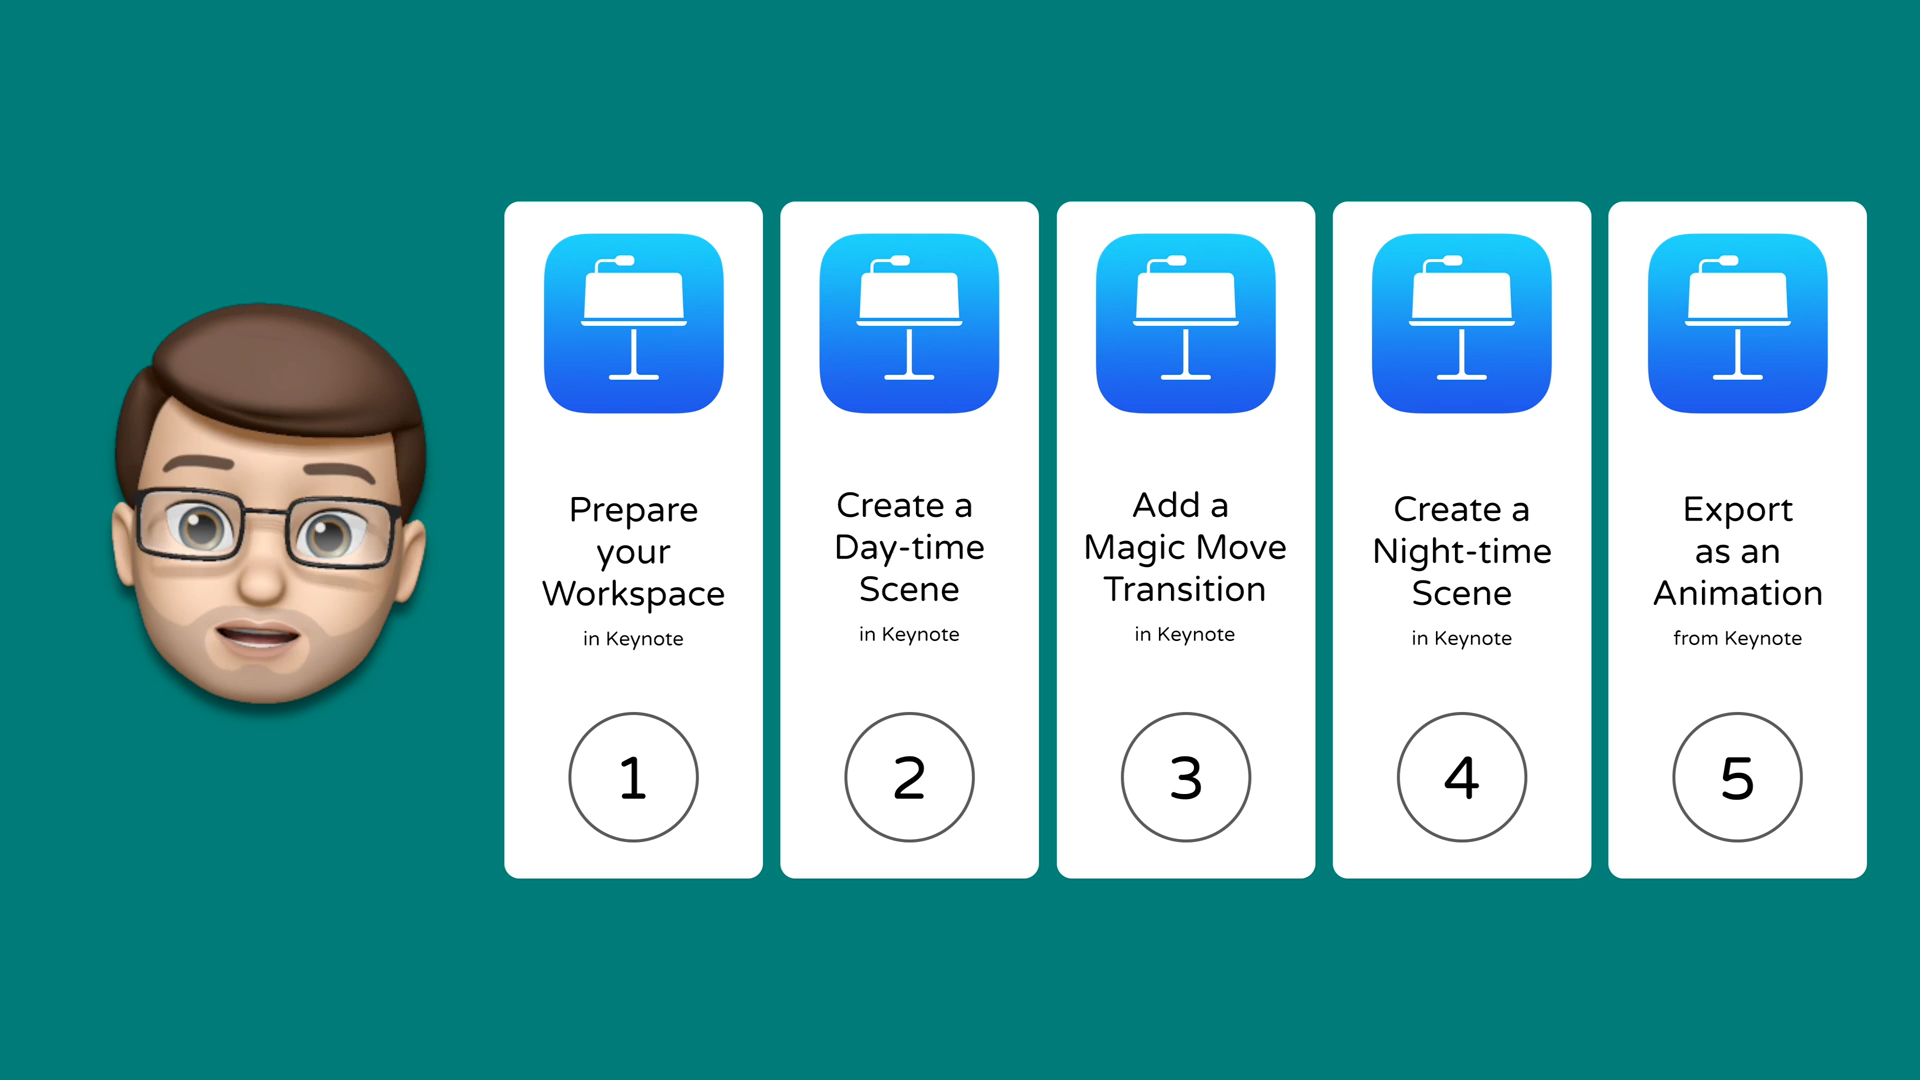 Prepare
your
Workspace
in Keynote
1
Create a
Day-time
Scene
in Keynote
2
Add a
Magic Move
Transition
in Keynote
3
Create a
Night-time
Scene
in Keynote
4
Export
as an
Animation
from Keynote
5